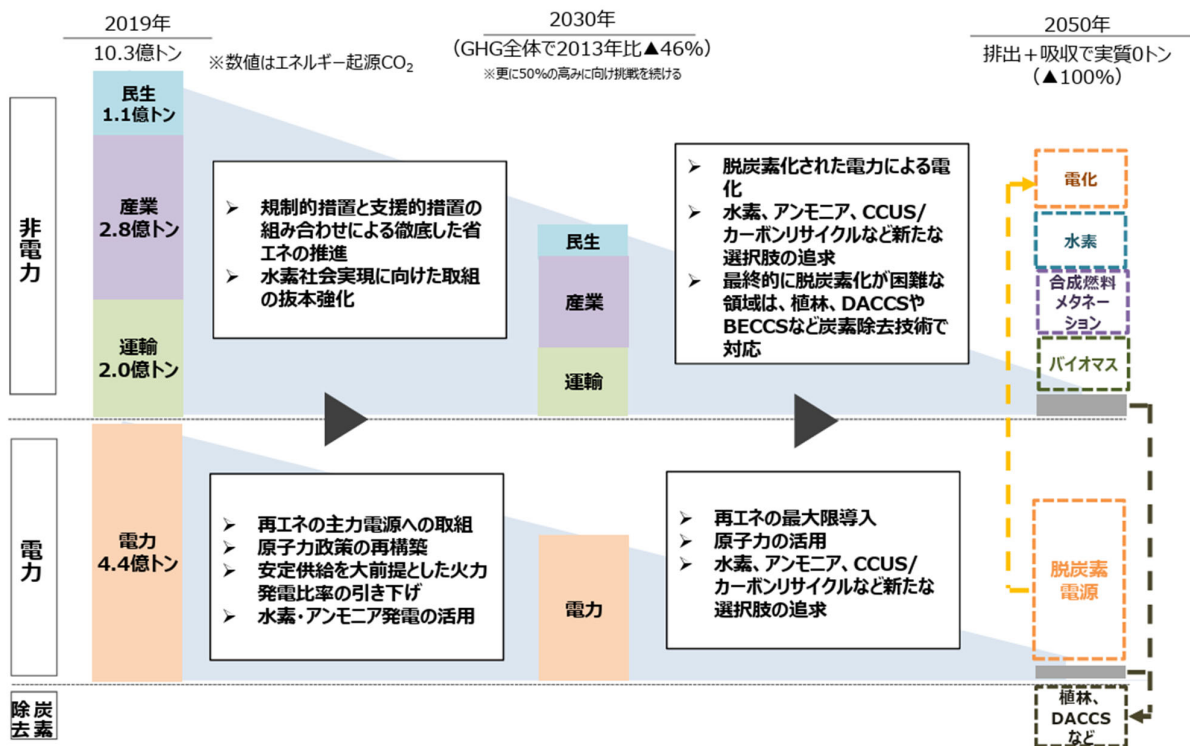 2019年
10.3億トン
※数値はエネルギー起源CO₂
2030年
(GHG全体で2013年比▲46%)
※更に50%の高みに向け挑戦を続ける
2050年
排出+吸収で実質0トン
(▲100%)
非電力
民生
1.1億トン
産業
2.8億トン
運輸
2.0億トン
➢ 規制的措置と支援的措置の
組み合わせによる徹底した省
エネの推進
➢ 水素社会実現に向けた取組
の抜本強化
民生
産業
運輸
➢ 脱炭素化された電力による電
化
➢ 水素、アンモニア、CCUS/
カーボンリサイクルなど新たな
選択肢の追求
➢ 最終的に脱炭素化が困難な
領域は、植林、DACCSや
BECCSなど炭素除去技術で
対応
電化
水素
合成燃料
メタネー
ション
バイオマス
電力
電力
4.4億トン
➢ 再エネの主力電源への取組
➢ 原子力政策の再構築
➢ 安定供給を大前提とした火力
発電比率の引き下げ
➢ 水素・アンモニア発電の活用
電力
➢ 再エネの最大限導入
➢ 原子力の活用
➢ 水素、アンモニア、CCUS/
カーボンリサイクルなど新たな
選択肢の追求
脱炭素
電源
炭素除去
植林、
DACCS
など